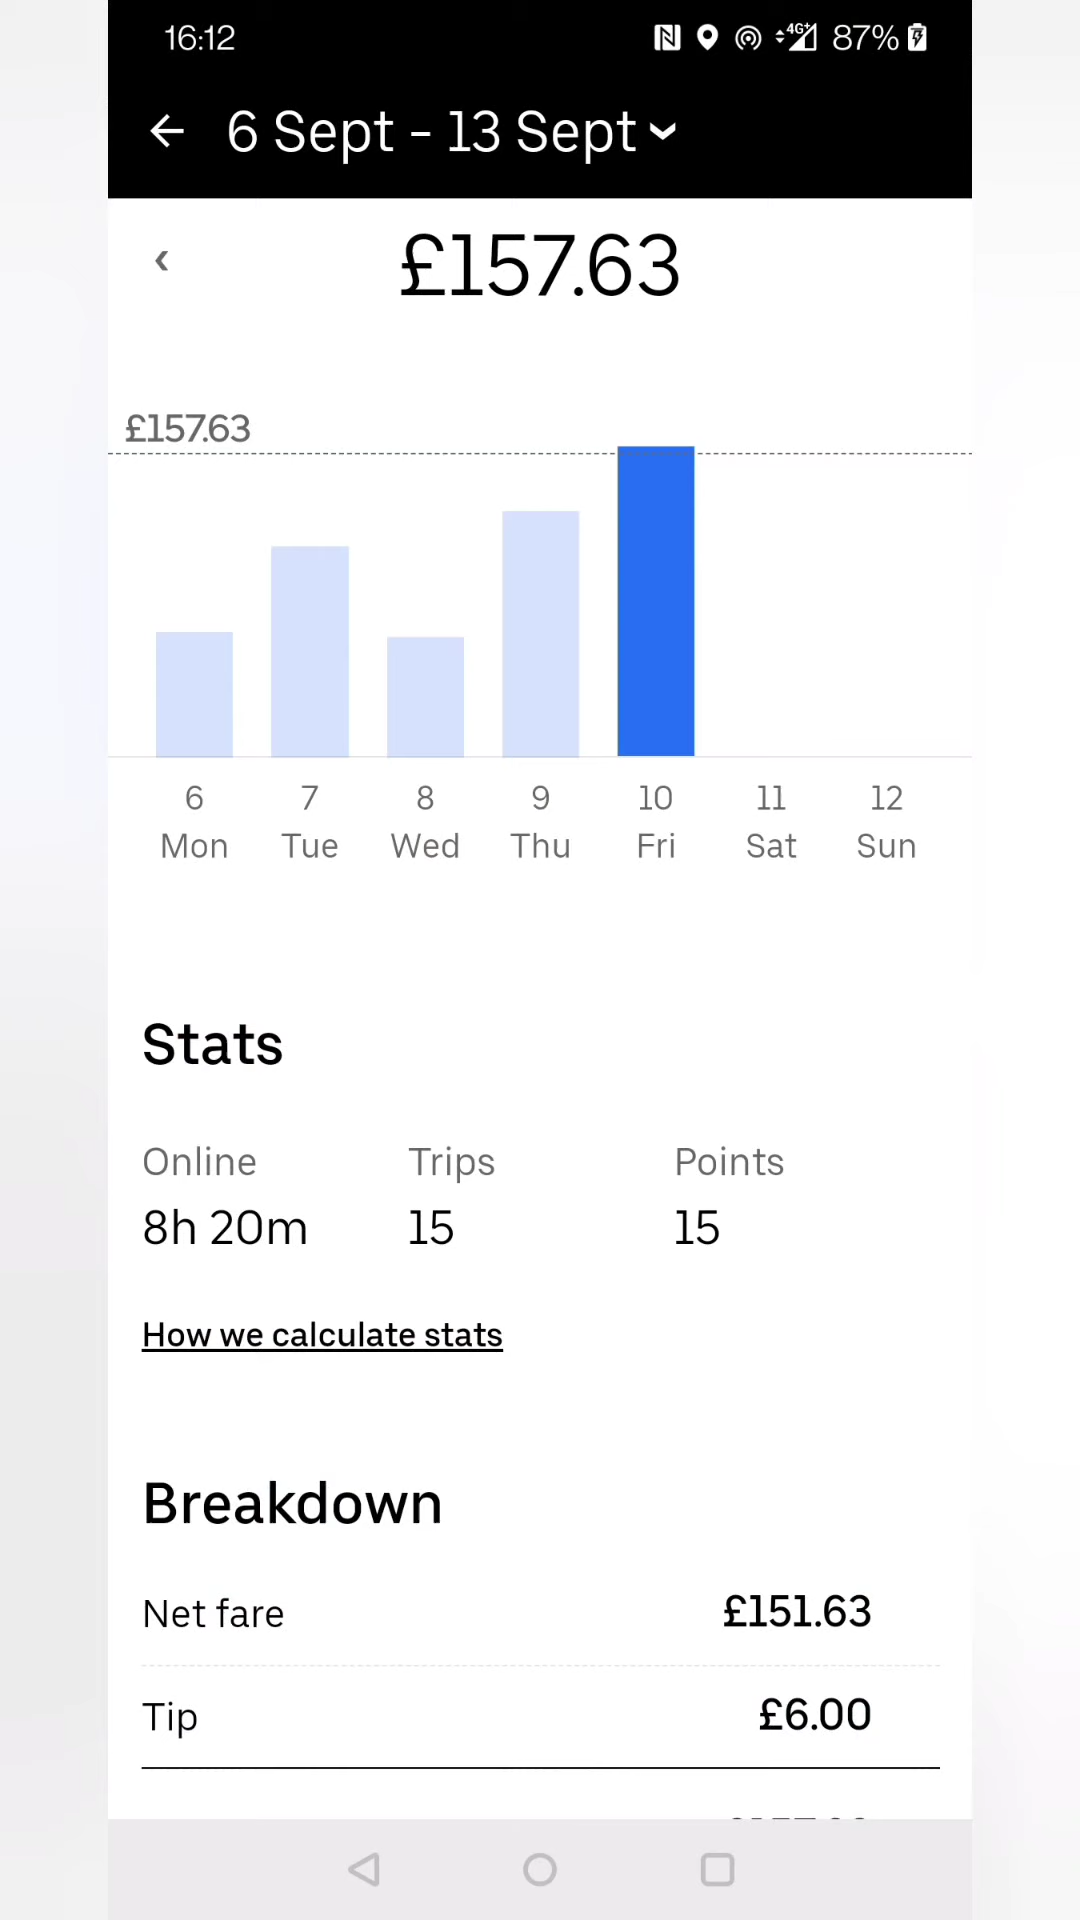 16:12 4G+ 87%
6 Sept - 13 Sept
£157.63
£157.63
6 7 8 9 10 11 12
Mon Tue Wed Thu Fri Sat Sun
Stats
Online Trips Points
8h 20m 15 15
How we calculate stats
Breakdown
Net fare £151.63
Tip £6.00